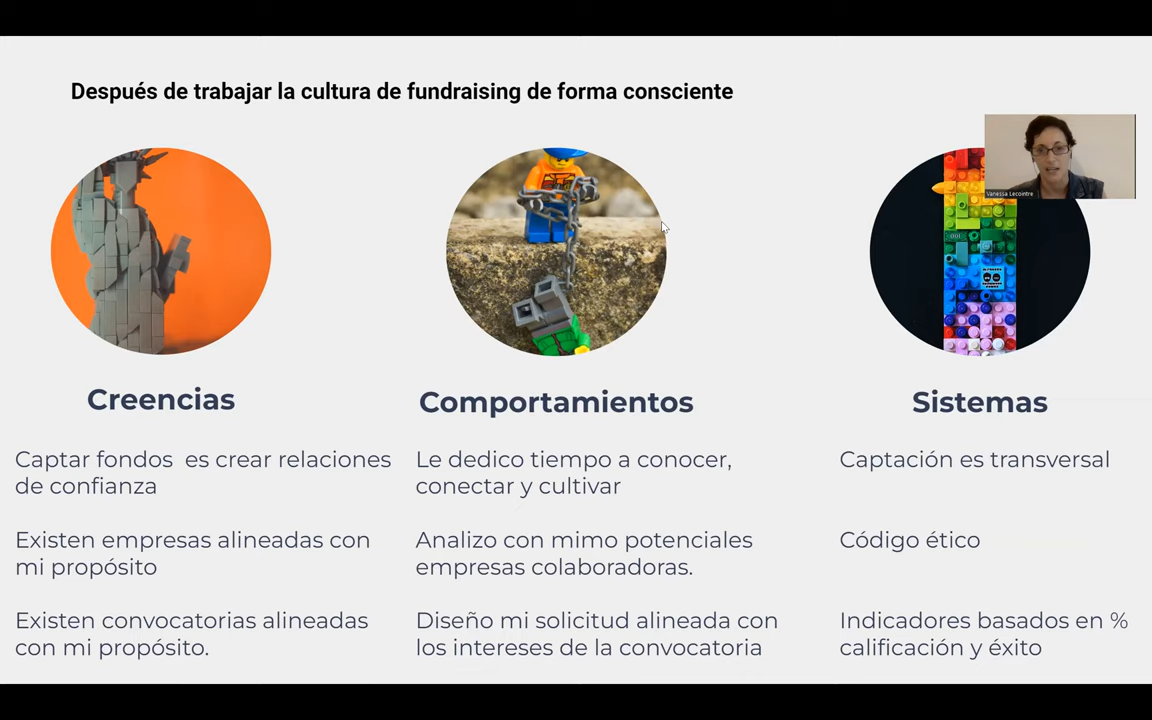 Después de trabajar la cultura de fundraising de forma consciente
Vanessa Lecointre
Creencias
Captar fondos es crear relaciones
de confianza
Existen empresas alineadas con
mi propósito
Existen convocatorias alineadas
con mi propósito.
Comportamientos
Le dedico tiempo a conocer,
conectar y cultivar
Analizo con mimo potenciales
empresas colaboradoras.
Diseño mi solicitud alineada con
los intereses de la convocatoria
Sistemas
Captación es transversal
Código ético
Indicadores basados en %
calificación y éxito